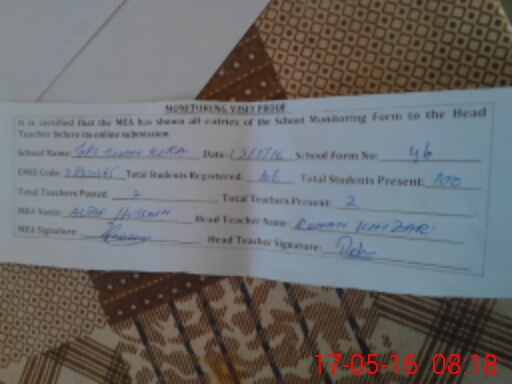 MONITORING VISIT PROOF
It is certified that the MEA has shown all entries of the School Monitoring Form to the Head
Teacher before its online submission.
School Name: Date: School Form No: 46
EMIS Code: Total Students Registered: 106 Total Students Present: 100
Total Teachers Posted: 2 Total Teachers Present: 2
MEA Name: Hussain Head Teacher Name:
MEA Signature: Head Teacher Signature:
17-05-16 08:18